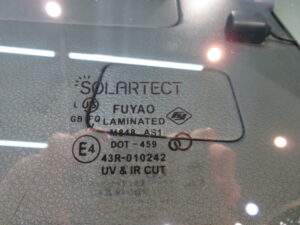 SOLARTECT
FUYAO
LAMINATED
M848 AS1
DOT-459
E4
43R-010242
UV & IR CUT